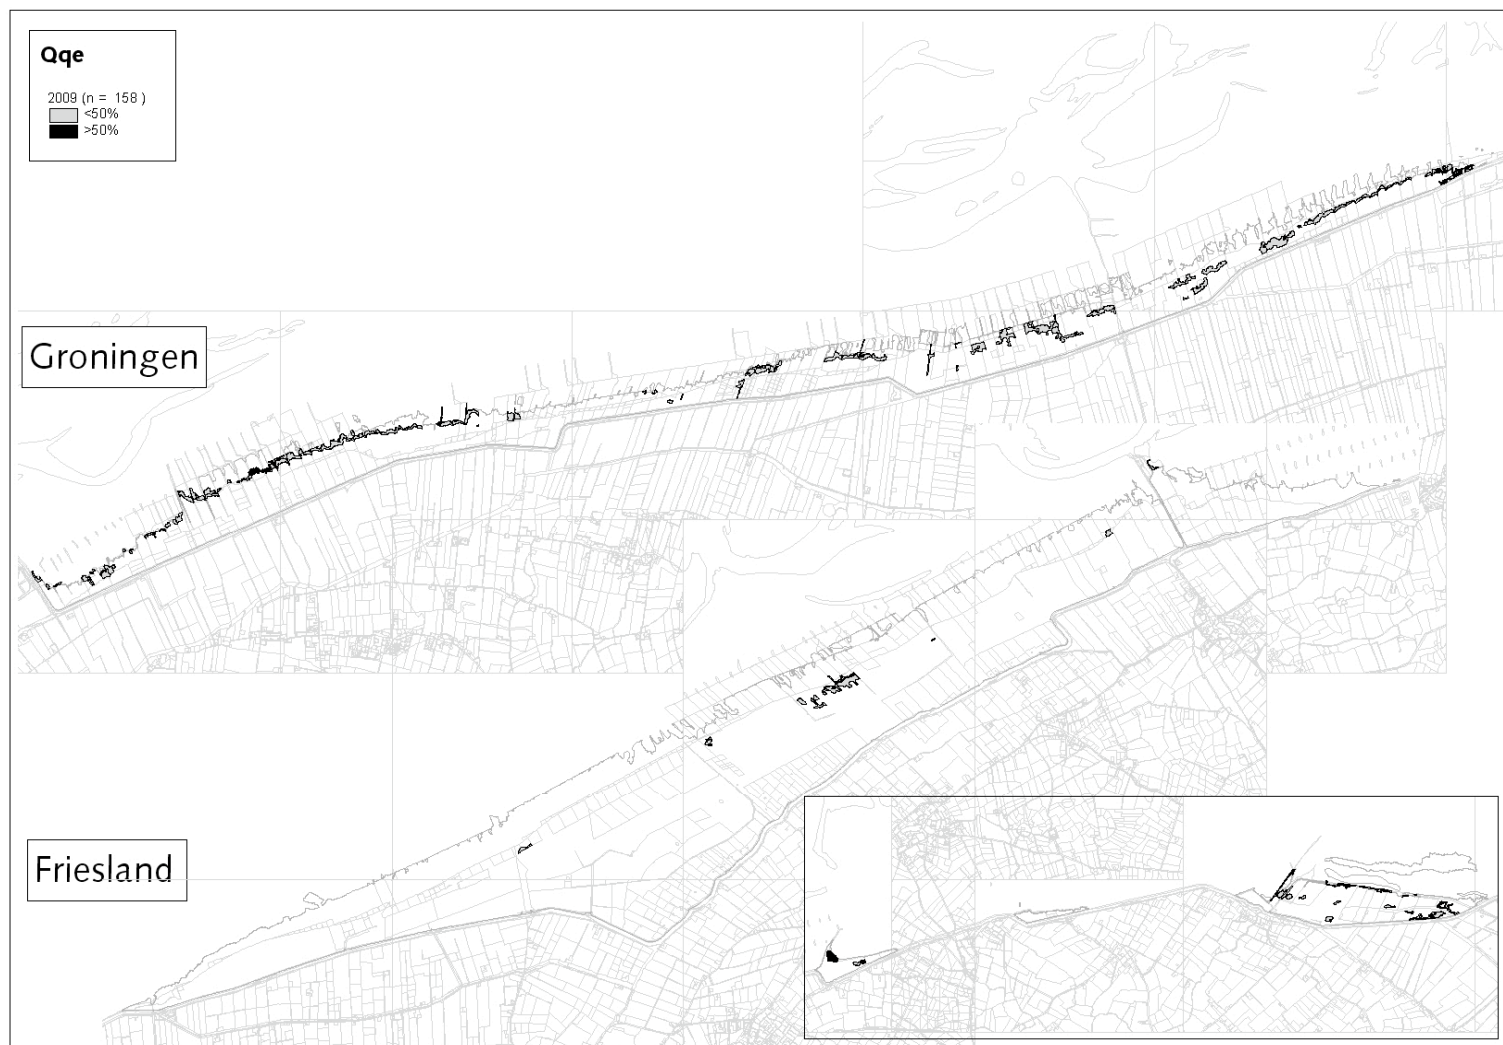 Qqe
2009 (n = 158 )
<50%
>50%
Groningen
Friesland